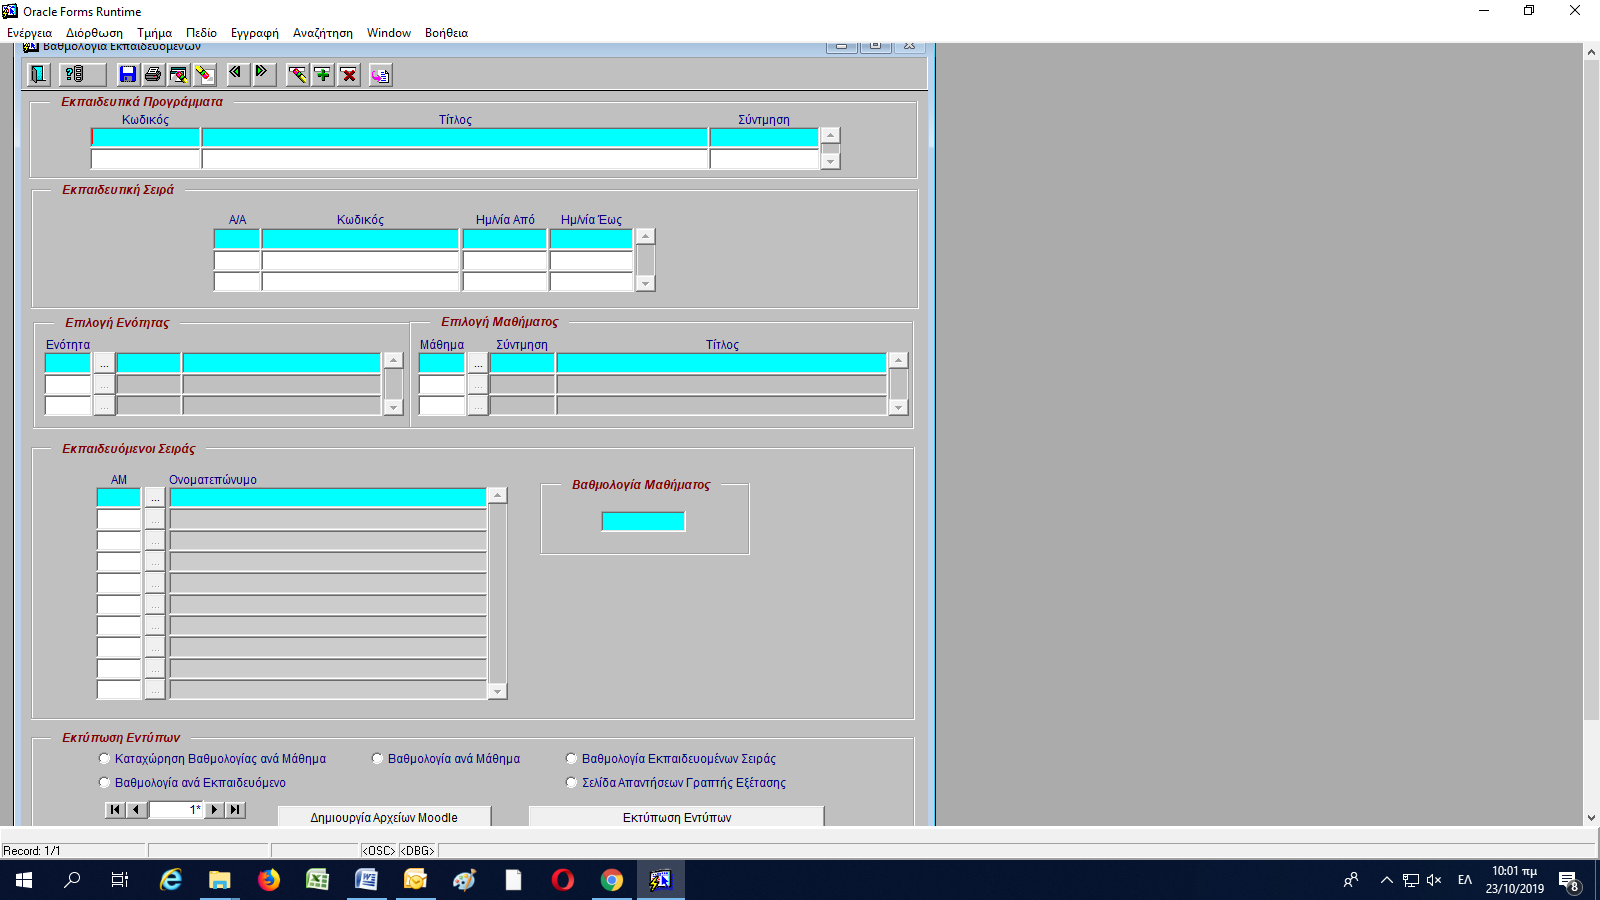 Oracle Forms Runtime
Ενέργεια Διόρθωση Τμήμα Πεδίο Εγγραφή Αναζήτηση Window Βοήθεια
Βαθμολογία Εκπαιδευομένων
Εκπαιδευτικά Προγράμματα
Κωδικός Τίτλος Σύντμηση
Εκπαιδευτική Σειρά
Α/Α Κωδικός Ημ/νία Από Ημ/νία Έως
Επιλογή Ενότητας Επιλογή Μαθήματος
Ενότητα Μάθημα Σύντμηση Τίτλος
... ...
... ...
... ...
Εκπαιδευόμενοι Σειράς
ΑΜ Ονοματεπώνυμο
Βαθμολογία Μαθήματος
...
...
...
...
...
...
...
...
...
...
Εκτύπωση Εντύπων
Καταχώρηση Βαθμολογίας ανά Μάθημα Βαθμολογία ανά Μάθημα Βαθμολογία Εκπαιδευομένων Σειράς
Βαθμολογία ανά Εκπαιδευόμενο Σελίδα Απαντήσεων Γραπτής Εξέτασης
1*
Δημιουργία Αρχείων Moodle Εκτύπωση Εντύπων
Record: 1/1 <OSC> <DBG>
ΕΛ 10:01 πμ
23/10/2019
8